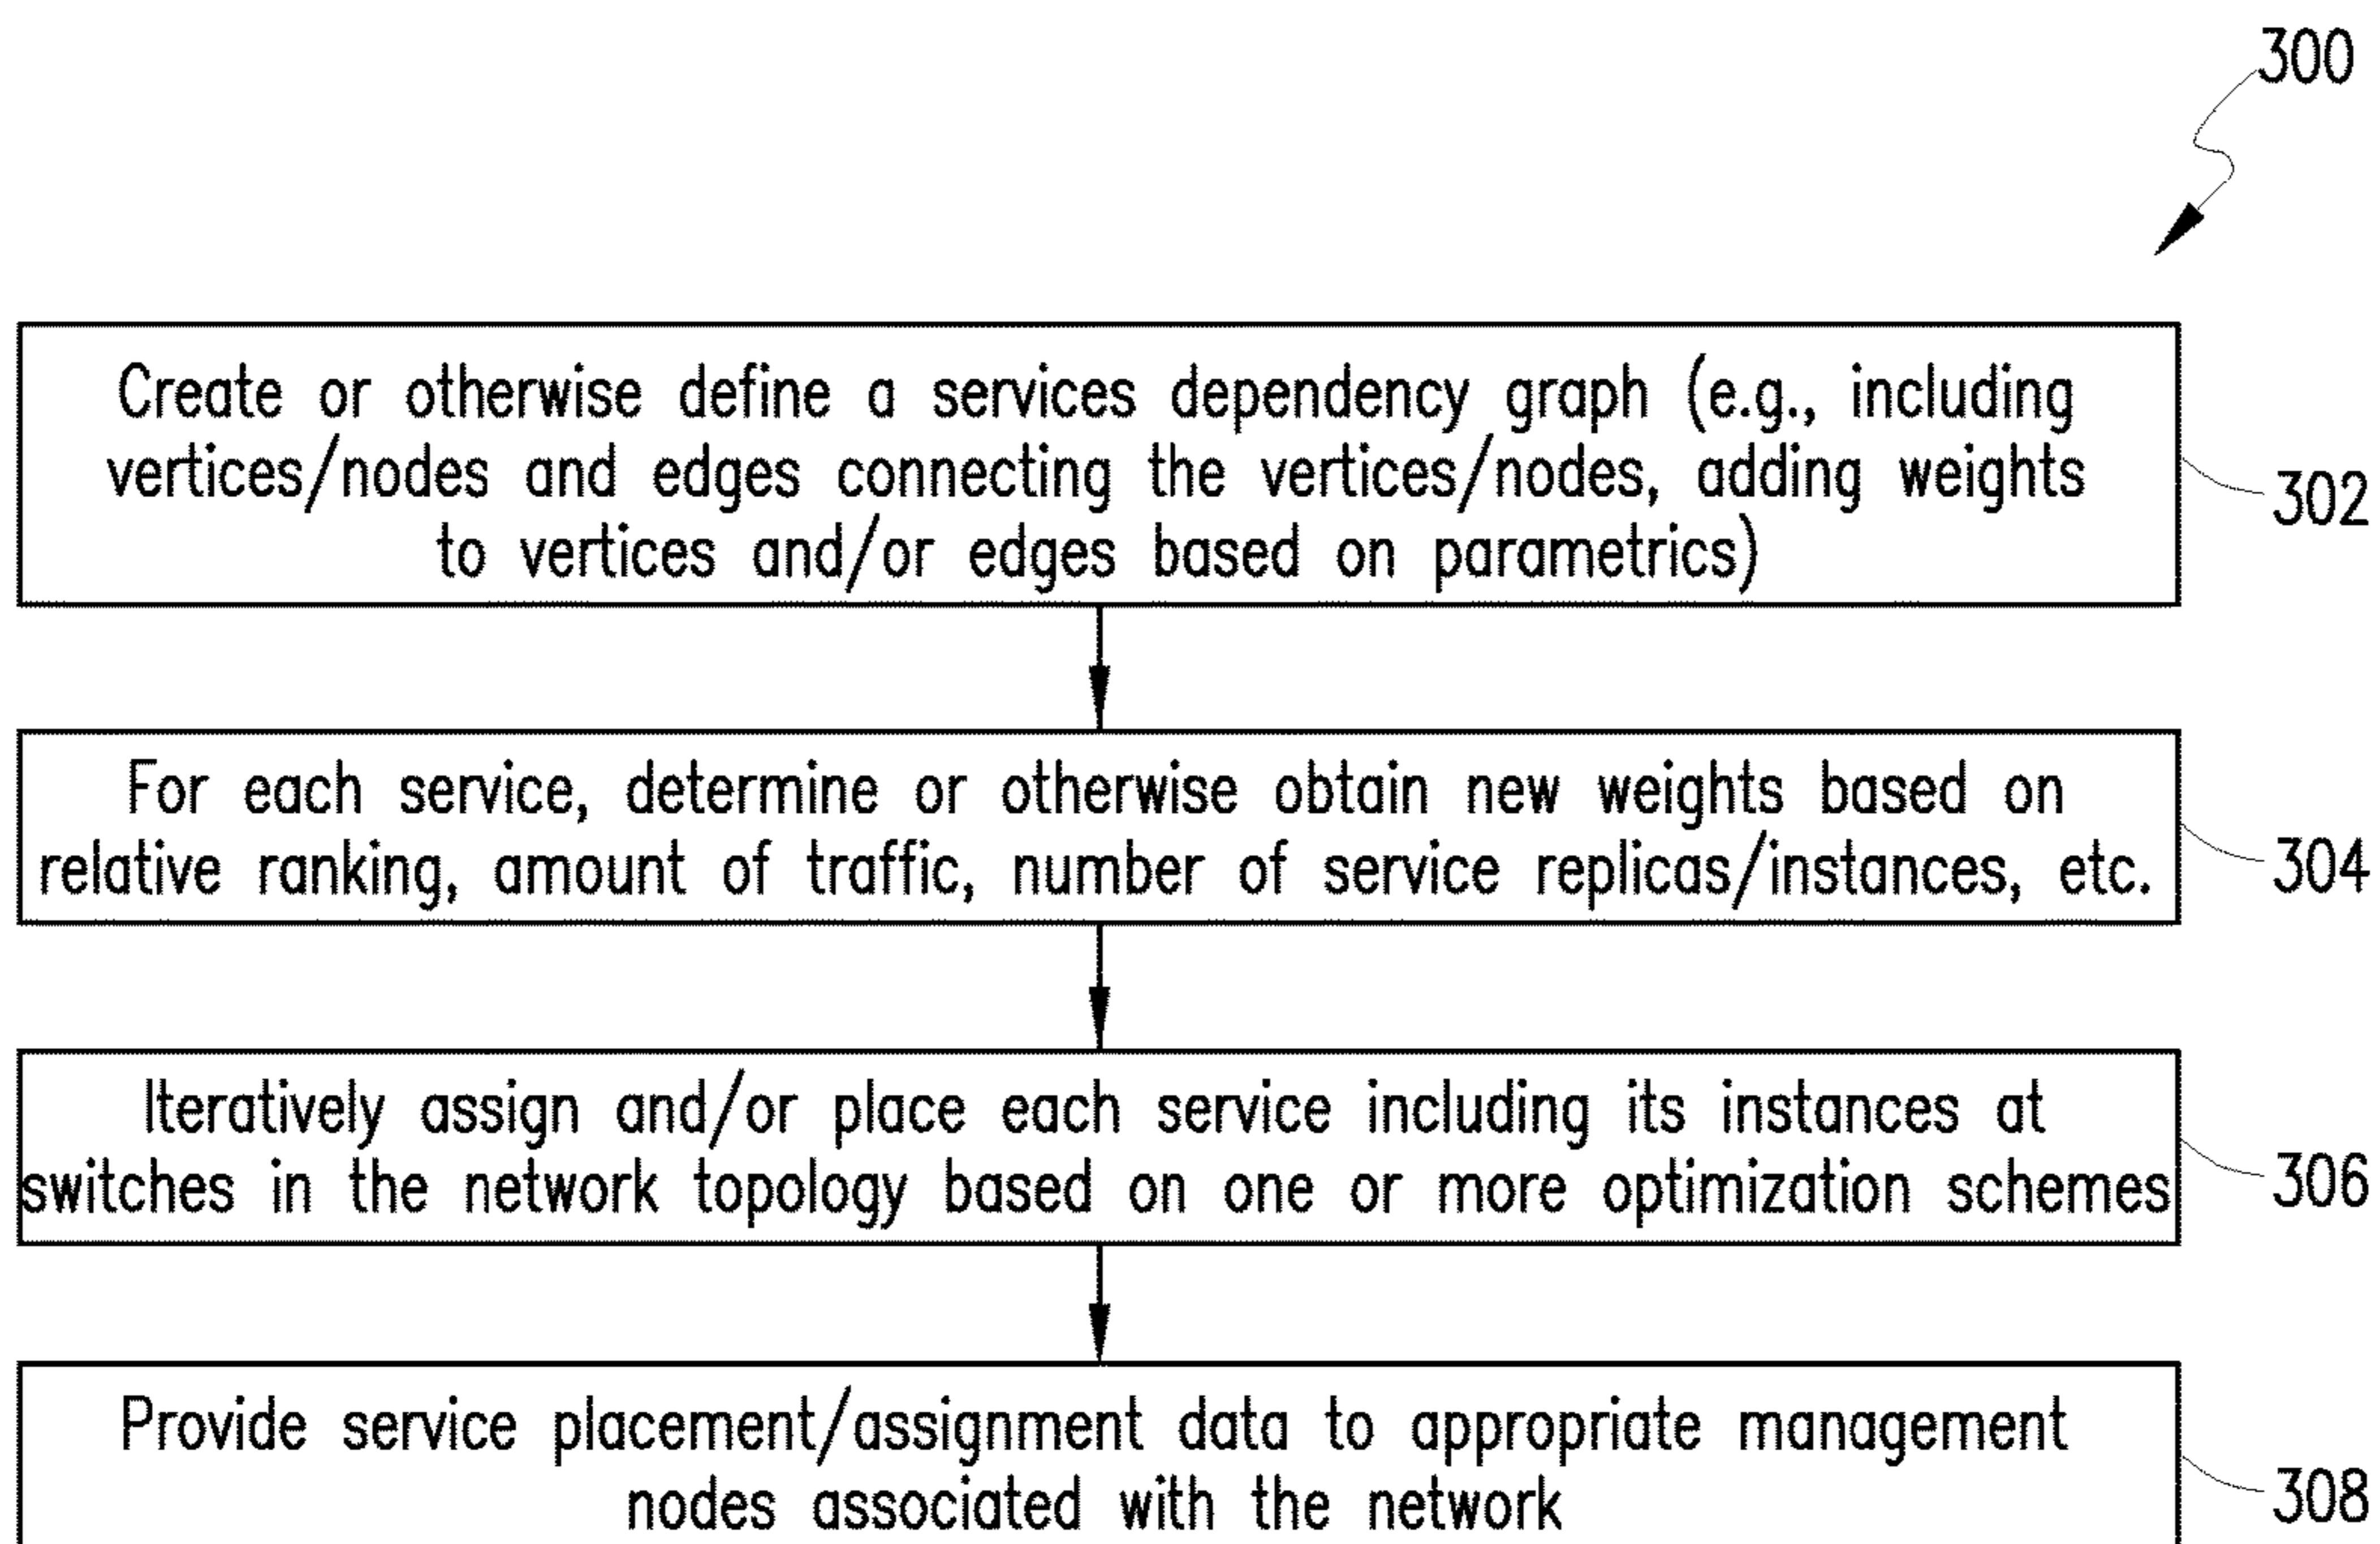 300
Create or otherwise define a services dependency graph (e.g., including
vertices/nodes and edges connecting the vertices/nodes, adding weights
to vertices and/or edges based on parametrics)
302
For each service, determine or otherwise obtain new weights based on
relative ranking, amount of traffic, number of service replicas/instances, etc.
304
Iteratively assign and/or place each service including its instances at
switches in the network topology based on one or more optimization schemes
306
Provide service placement/assignment data to appropriate management
nodes associated with the network
308